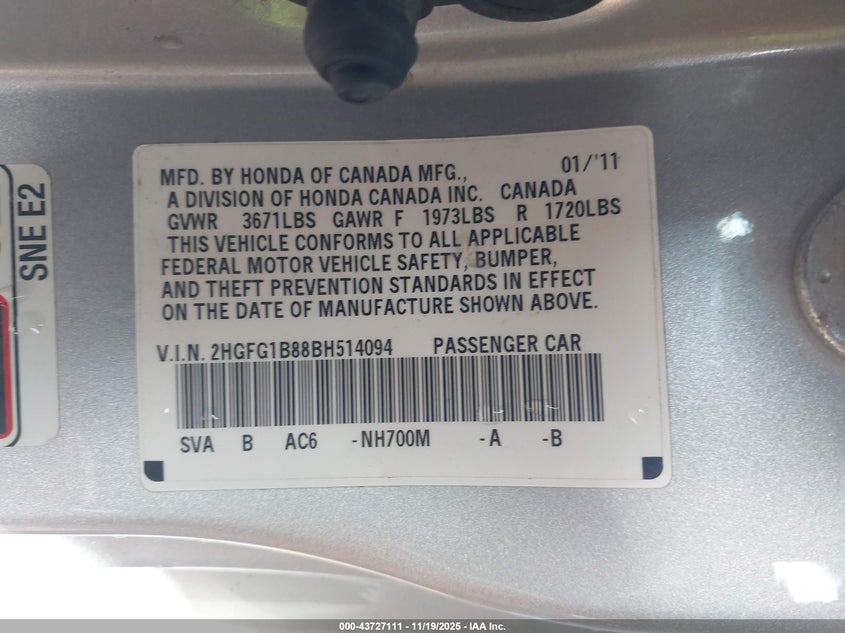 MFD. BY HONDA OF CANADA MFG., 01/'11
A DIVISION OF HONDA CANADA INC. CANADA
GVWR 3671LBS GAWR F 1973LBS R 1720LBS
THIS VEHICLE CONFORMS TO ALL APPLICABLE
FEDERAL MOTOR VEHICLE SAFETY, BUMPER,
AND THEFT PREVENTION STANDARDS IN EFFECT
ON THE DATE OF MANUFACTURE SHOWN ABOVE.
V.I.N. 2HGFG1B88BH514094 PASSENGER CAR
SVA B AC6 -NH700M -A -B
SNE E2
000-43727111 - 11/19/2025 - IAA Inc.